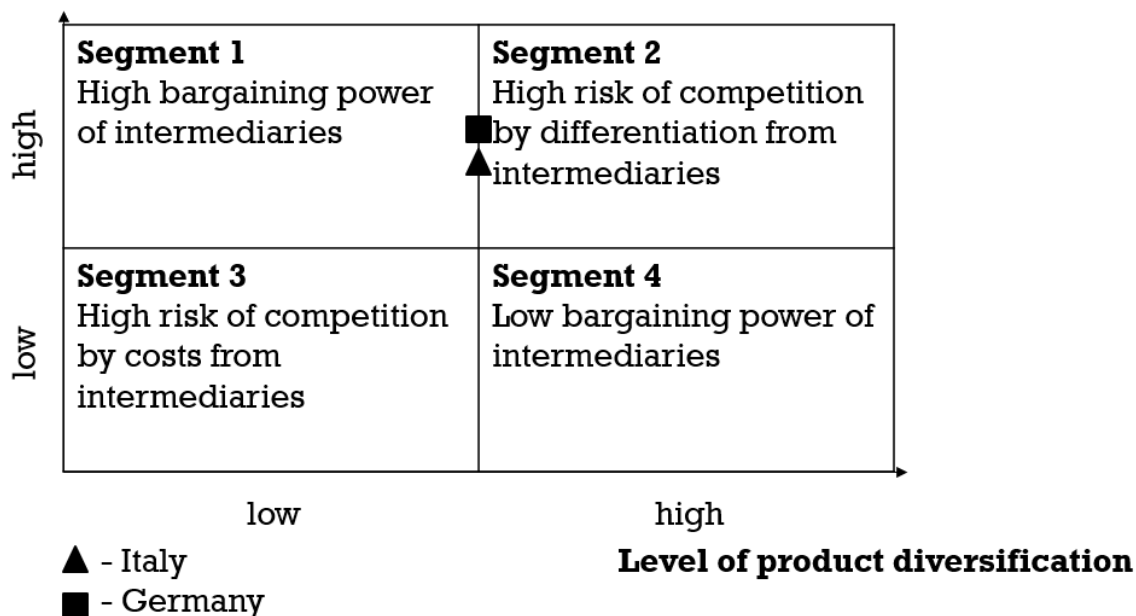 Segment 1
High bargaining power
of intermediaries
Segment 2
High risk of competition
by differentiation from
intermediaries
high
Segment 3
High risk of competition
by costs from
intermediaries
Segment 4
Low bargaining power of
intermediaries
low
low
high
- Italy
Level of product diversification
- Germany